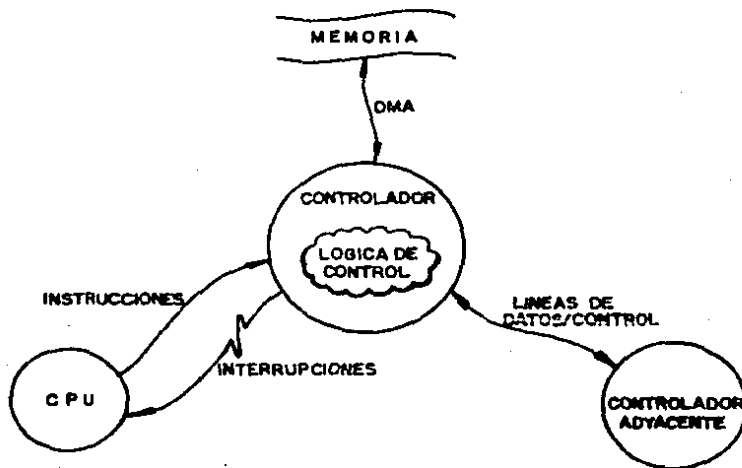 MEMORIA
DMA
CONTROLADOR
LOGICA DE
CONTROL
INSTRUCCIONES
LINEAS DE
DATOS/CONTROL
INTERRUPCIONES
CPU
CONTROLADOR
ADYACENTE